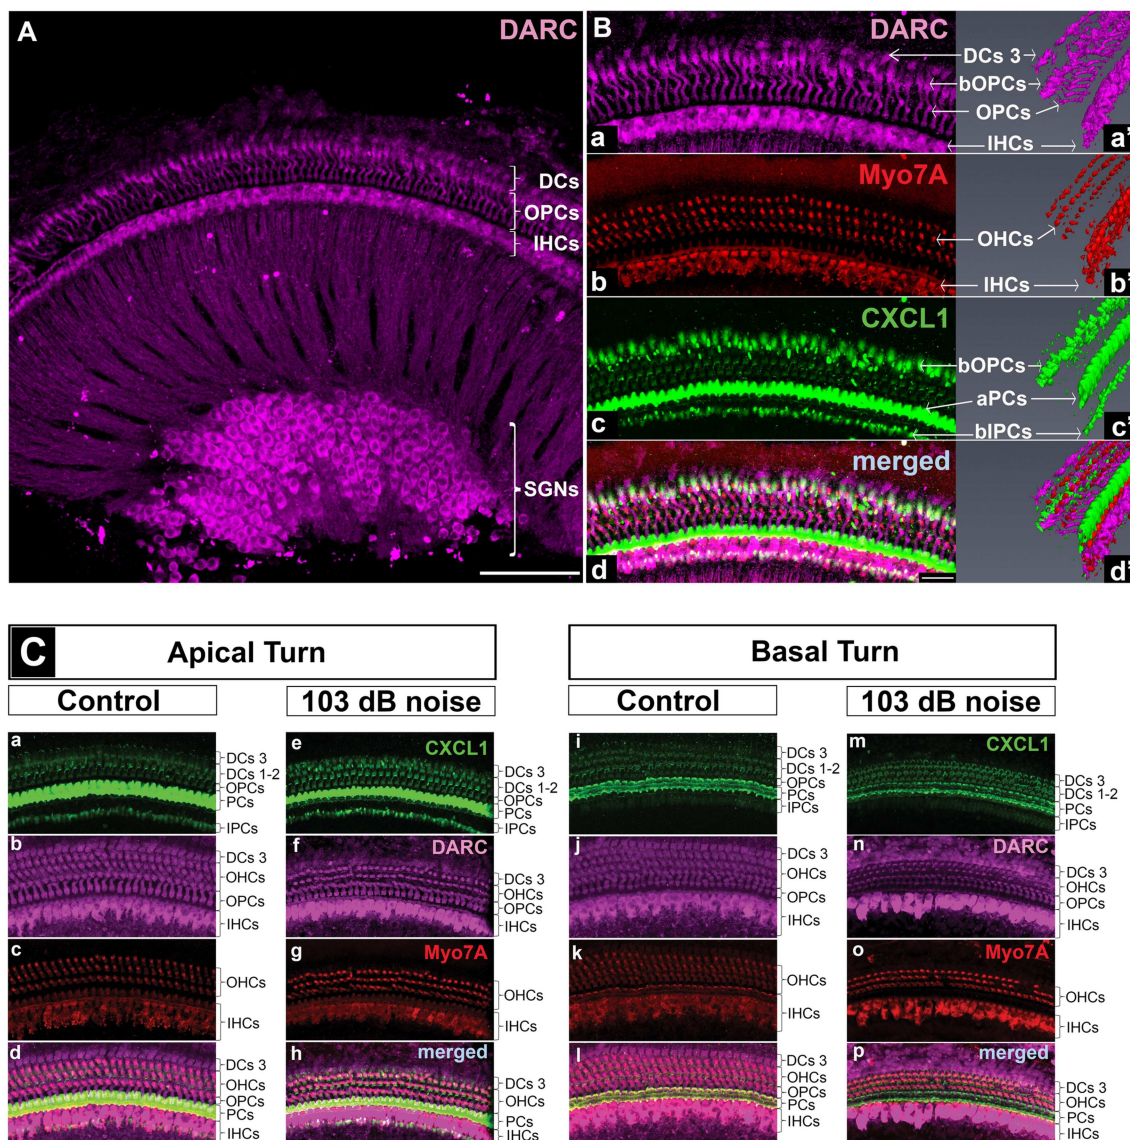 A
DARC
DCs
OPCs
IHCs
SGNs
B
DARC
DCs 3
bOPCs
OPCs
IHCs
a
a'
Myo7A
OHCs
IHCs
b
b'
CXCL1
bOPCs
aPCs
bIPCs
c
c'
merged
d
d'
C
Apical Turn
Basal Turn
Control
103 dB noise
Control
103 dB noise
a
DCs 3
DCs 1-2
OPCs
PCs
IPCs
e
CXCL1
DCs 3
DCs 1-2
OPCs
PCs
IPCs
i
DCs 3
DCs 1-2
OPCs
PCs
IPCs
m
CXCL1
DCs 3
DCs 1-2
PCs
IPCs
b
DCs 3
OHCs
OPCs
IHCs
f
DARC
DCs 3
OHCs
OPCs
IHCs
j
DCs 3
OHCs
OPCs
IHCs
n
DARC
DCs 3
OHCs
OPCs
IHCs
c
OHCs
IHCs
g
Myo7A
OHCs
IHCs
k
OHCs
IHCs
o
Myo7A
OHCs
IHCs
d
DCs 3
OHCs
OPCs
PCs
IHCs
h
merged
DCs 3
OHCs
PCs
IHCs
l
DCs 3
OHCs
OPCs
PCs
IHCs
p
merged
DCs 3
OHCs
PCs
IHCs